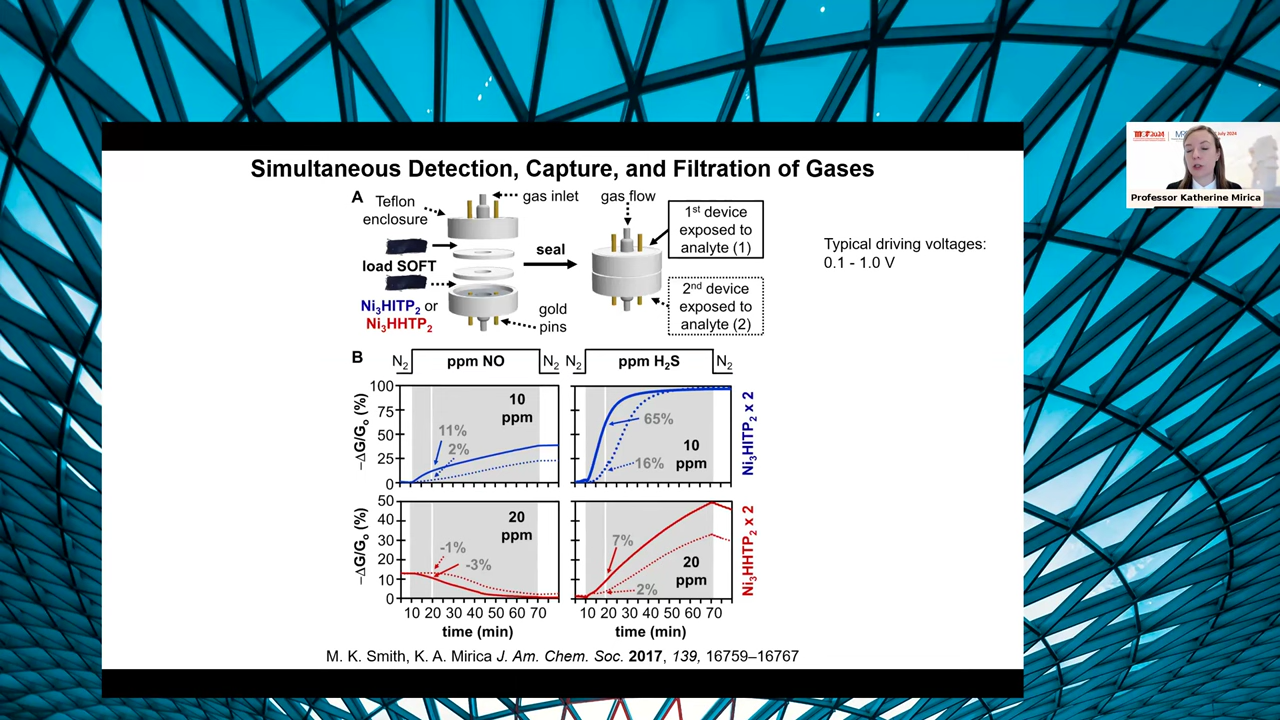 Simultaneous Detection, Capture, and Filtration of Gases
A
Teflon
enclosure
gas inlet
gas flow
1st device
exposed to
analyte (1)
load SOFT
seal
2nd device
exposed to
analyte (2)
Ni3HITP2 or
Ni3HHTP2
gold
pins
Typical driving voltages:
0.1 - 1.0 V
B
N2 ppm NO N2
N2 ppm H2S N2
−ΔG/Go (%)
100
75
50
25
0
10
ppm
11%
2%
65%
16%
10
ppm
Ni3HITP2 x 2
−ΔG/Go (%)
50
40
30
20
10
0
20
ppm
-1%
-3%
7%
2%
20
ppm
Ni3HHTP2 x 2
10 20 30 40 50 60 70
10 20 30 40 50 60 70
time (min)
time (min)
M. K. Smith, K. A. Mirica J. Am. Chem. Soc. 2017, 139, 16759–16767
July 2024
Professor Katherine Mirica